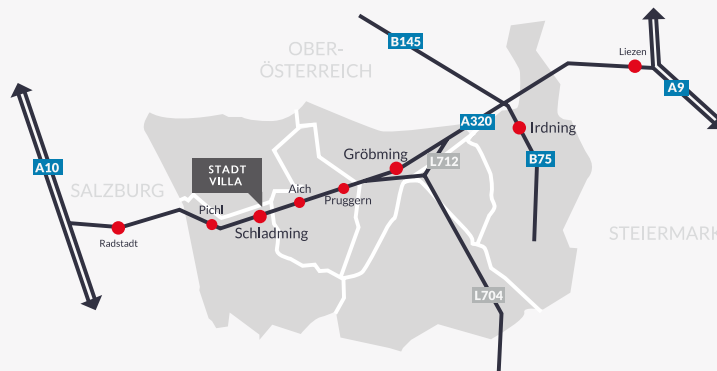 OBER-
ÖSTERREICH
B145
Liezen
A9
A320
Irdning
A10
Gröbming
L712
B75
STADT
VILLA
SALZBURG
Aich
Pruggern
Pichl
Schladming
STEIERMARK
Radstadt
L704